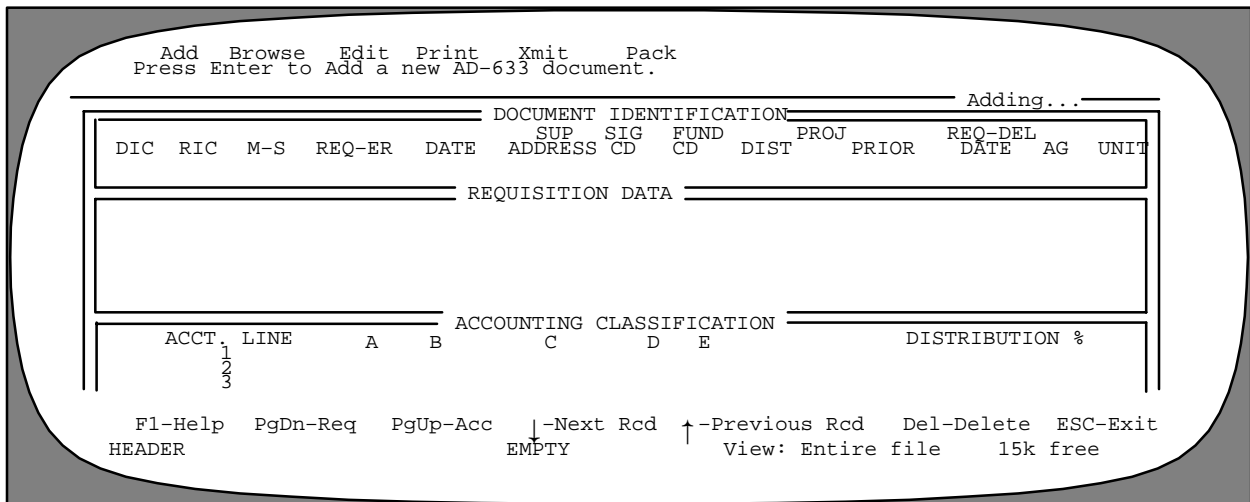 Add Browse Edit Print Xmit Pack
Press Enter to Add a new AD-633 document.
Adding...
DOCUMENT IDENTIFICATION
SUP SIG FUND PROJ REQ-DEL
DIC RIC M-S REQ-ER DATE ADDRESS CD CD DIST PRIOR DATE AG UNIT
REQUISITION DATA
ACCOUNTING CLASSIFICATION
ACCT. LINE A B C D E DISTRIBUTION %
1
2
3
F1-Help PgDn-Req PgUp-Acc ↓-Next Rcd ↑-Previous Rcd Del-Delete ESC-Exit
HEADER EMPTY View: Entire file 15k free